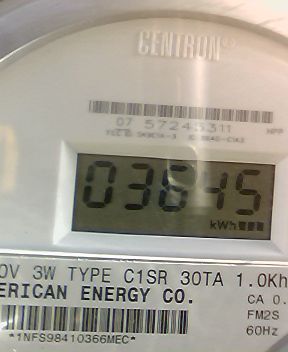 CENTRON®
07 57245311
03645
kWh
0V 3W TYPE C1SR 30TA 1.0Kh
ERICAN ENERGY CO. CA 0.
FM2S
60Hz
*1NFS98410366MEC*